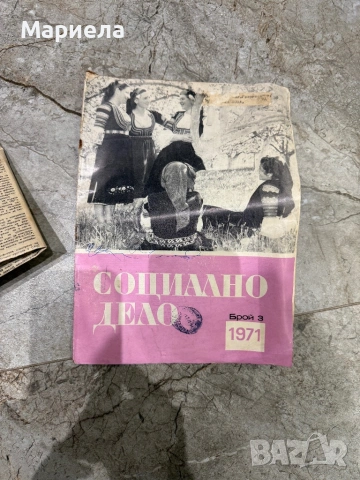 Мариела
СОЦИАЛНО
ДЕЛО
Брой 3
1971
BAZAR